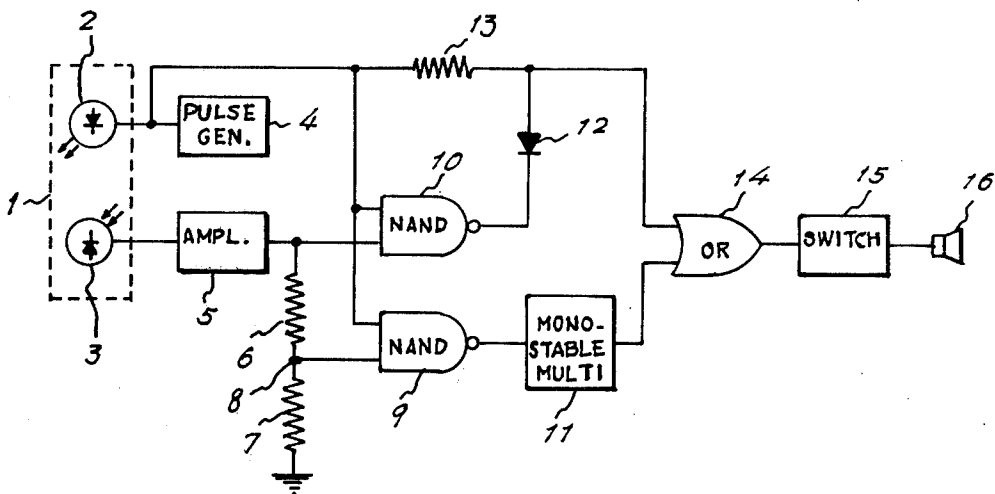 2
13
PULSE
GEN.
4
12
1
10
NAND
14
15
16
AMPL.
OR
SWITCH
5
3
6
8
7
NAND
9
MONO-
STABLE
MULTI
11